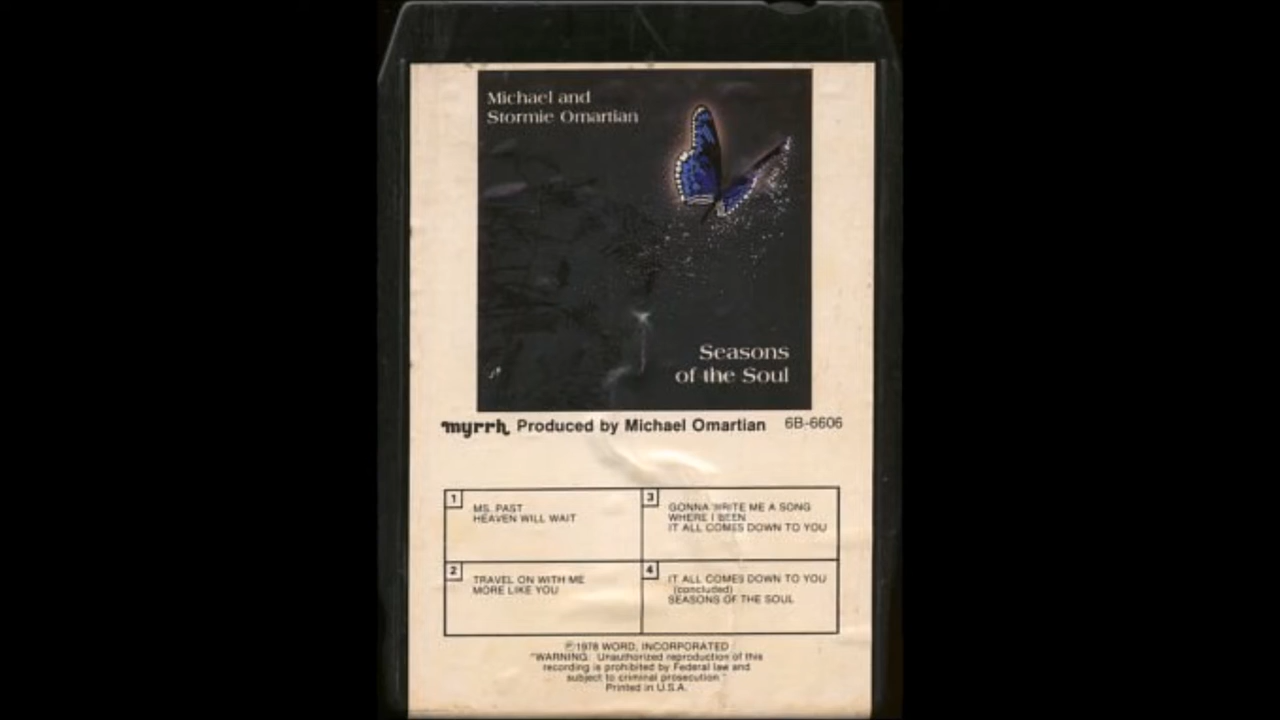 Michael and
Stormie Omartian
Seasons
of the Soul
myrrh Produced by Michael Omartian 6B-6606
1
MS. PAST
HEAVEN WILL WAIT
2
TRAVEL ON WITH ME
MORE LIKE YOU
3
GONNA WRITE ME A SONG
WHERE I BEEN
IT ALL COMES DOWN TO YOU
4
IT ALL COMES DOWN TO YOU
(concluded)
SEASONS OF THE SOUL
℗1978 WORD, INCORPORATED
"WARNING: Unauthorized reproduction of this
recording is prohibited by Federal law and
subject to criminal prosecution."
Printed in U.S.A.